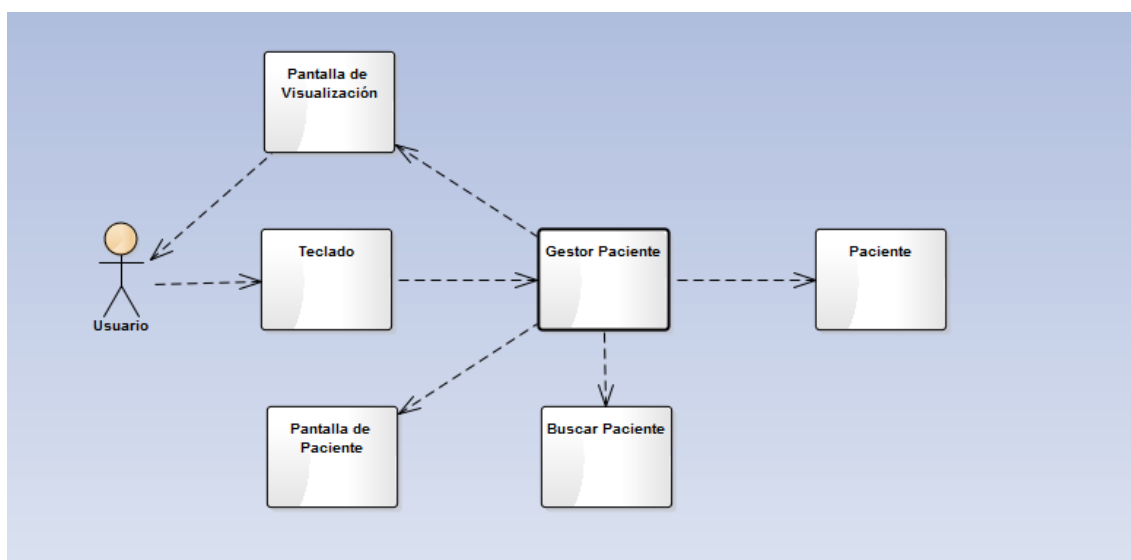 Pantalla de
Visualización
Teclado
Gestor Paciente
Paciente
Usuario
Pantalla de
Paciente
Buscar Paciente